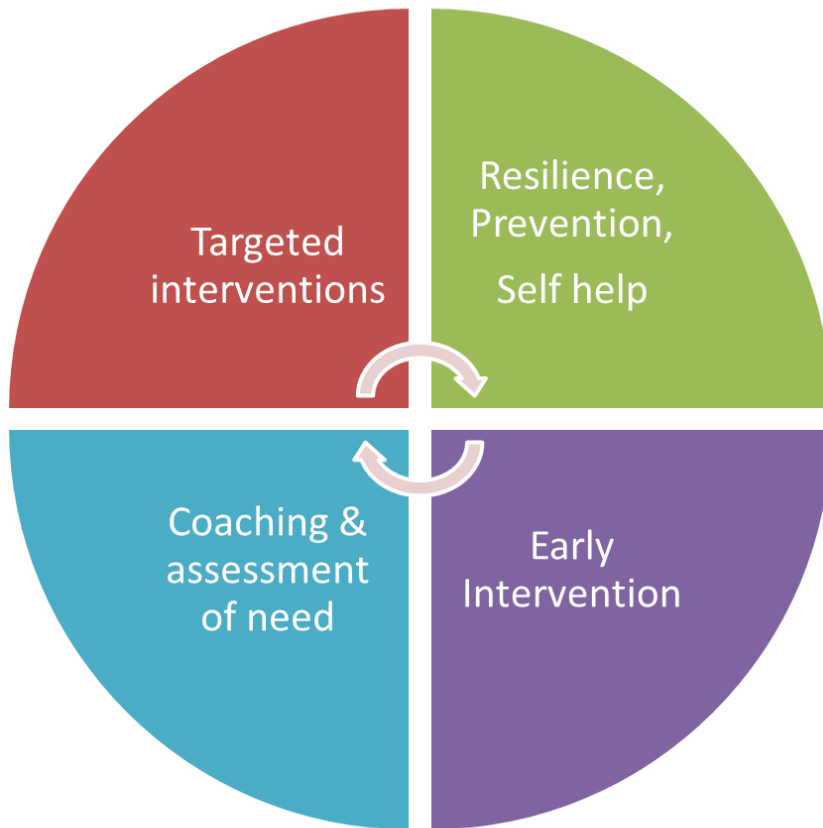 Targeted
interventions
Resilience,
Prevention,
Self help
Coaching &
assessment
of need
Early
Intervention